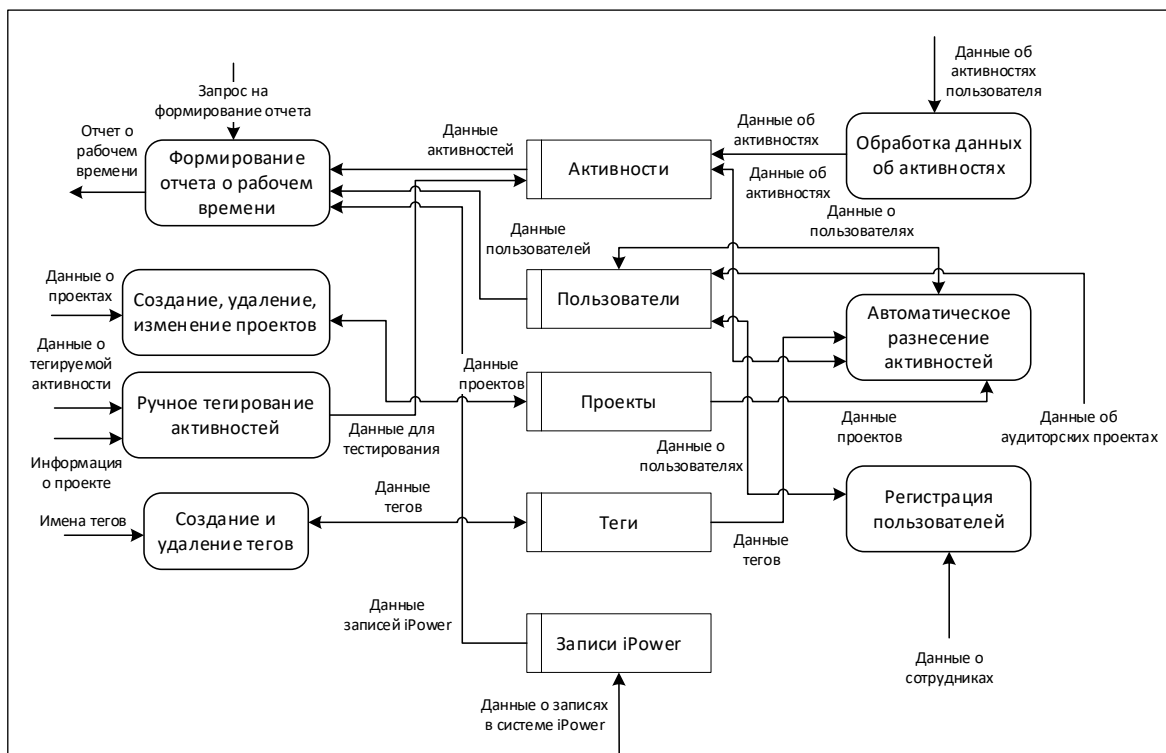 Данные об
активностях
пользователя
Запрос на
формирование отчета
Отчет о
рабочем
времени
Формирование
отчета о рабочем
времени
Данные
активностей
Активности
Данные об
активностях
Данные об
активностях
Обработка данных
об активностях
Данные о
пользователях
Данные
пользователей
Данные о
проектах
Создание, удаление,
изменение проектов
Пользователи
Автоматическое
разнесение
активностей
Данные о
тегируемой
активности
Ручное тегирование
активностей
Данные
проектов
Проекты
Данные
проектов
Данные об
аудиторских проектах
Данные для
тестирования
Данные о
пользователях
Информация
о проекте
Имена тегов
Создание и
удаление тегов
Данные
тегов
Теги
Данные
тегов
Регистрация
пользователей
Данные
записей iPower
Записи iPower
Данные о
сотрудниках
Данные о записях
в системе iPower